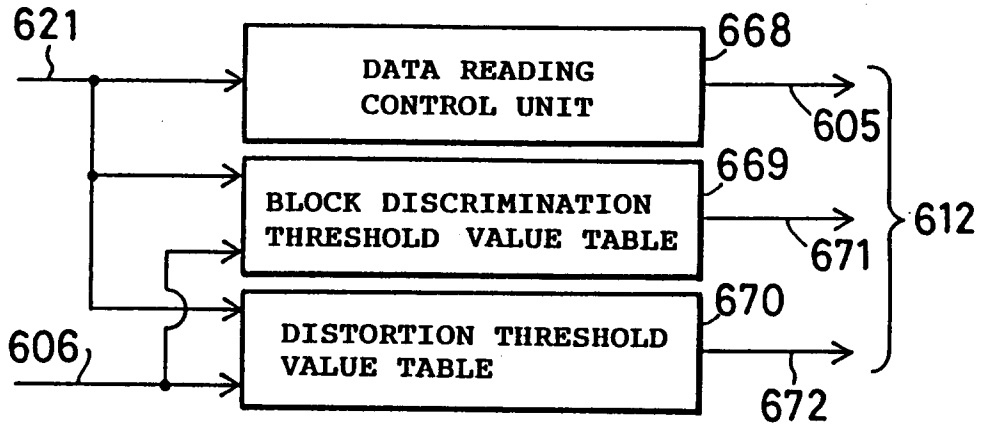 621
668
DATA READING
CONTROL UNIT
605
669
BLOCK DISCRIMINATION
THRESHOLD VALUE TABLE
671
612
670
606
DISTORTION THRESHOLD
VALUE TABLE
672